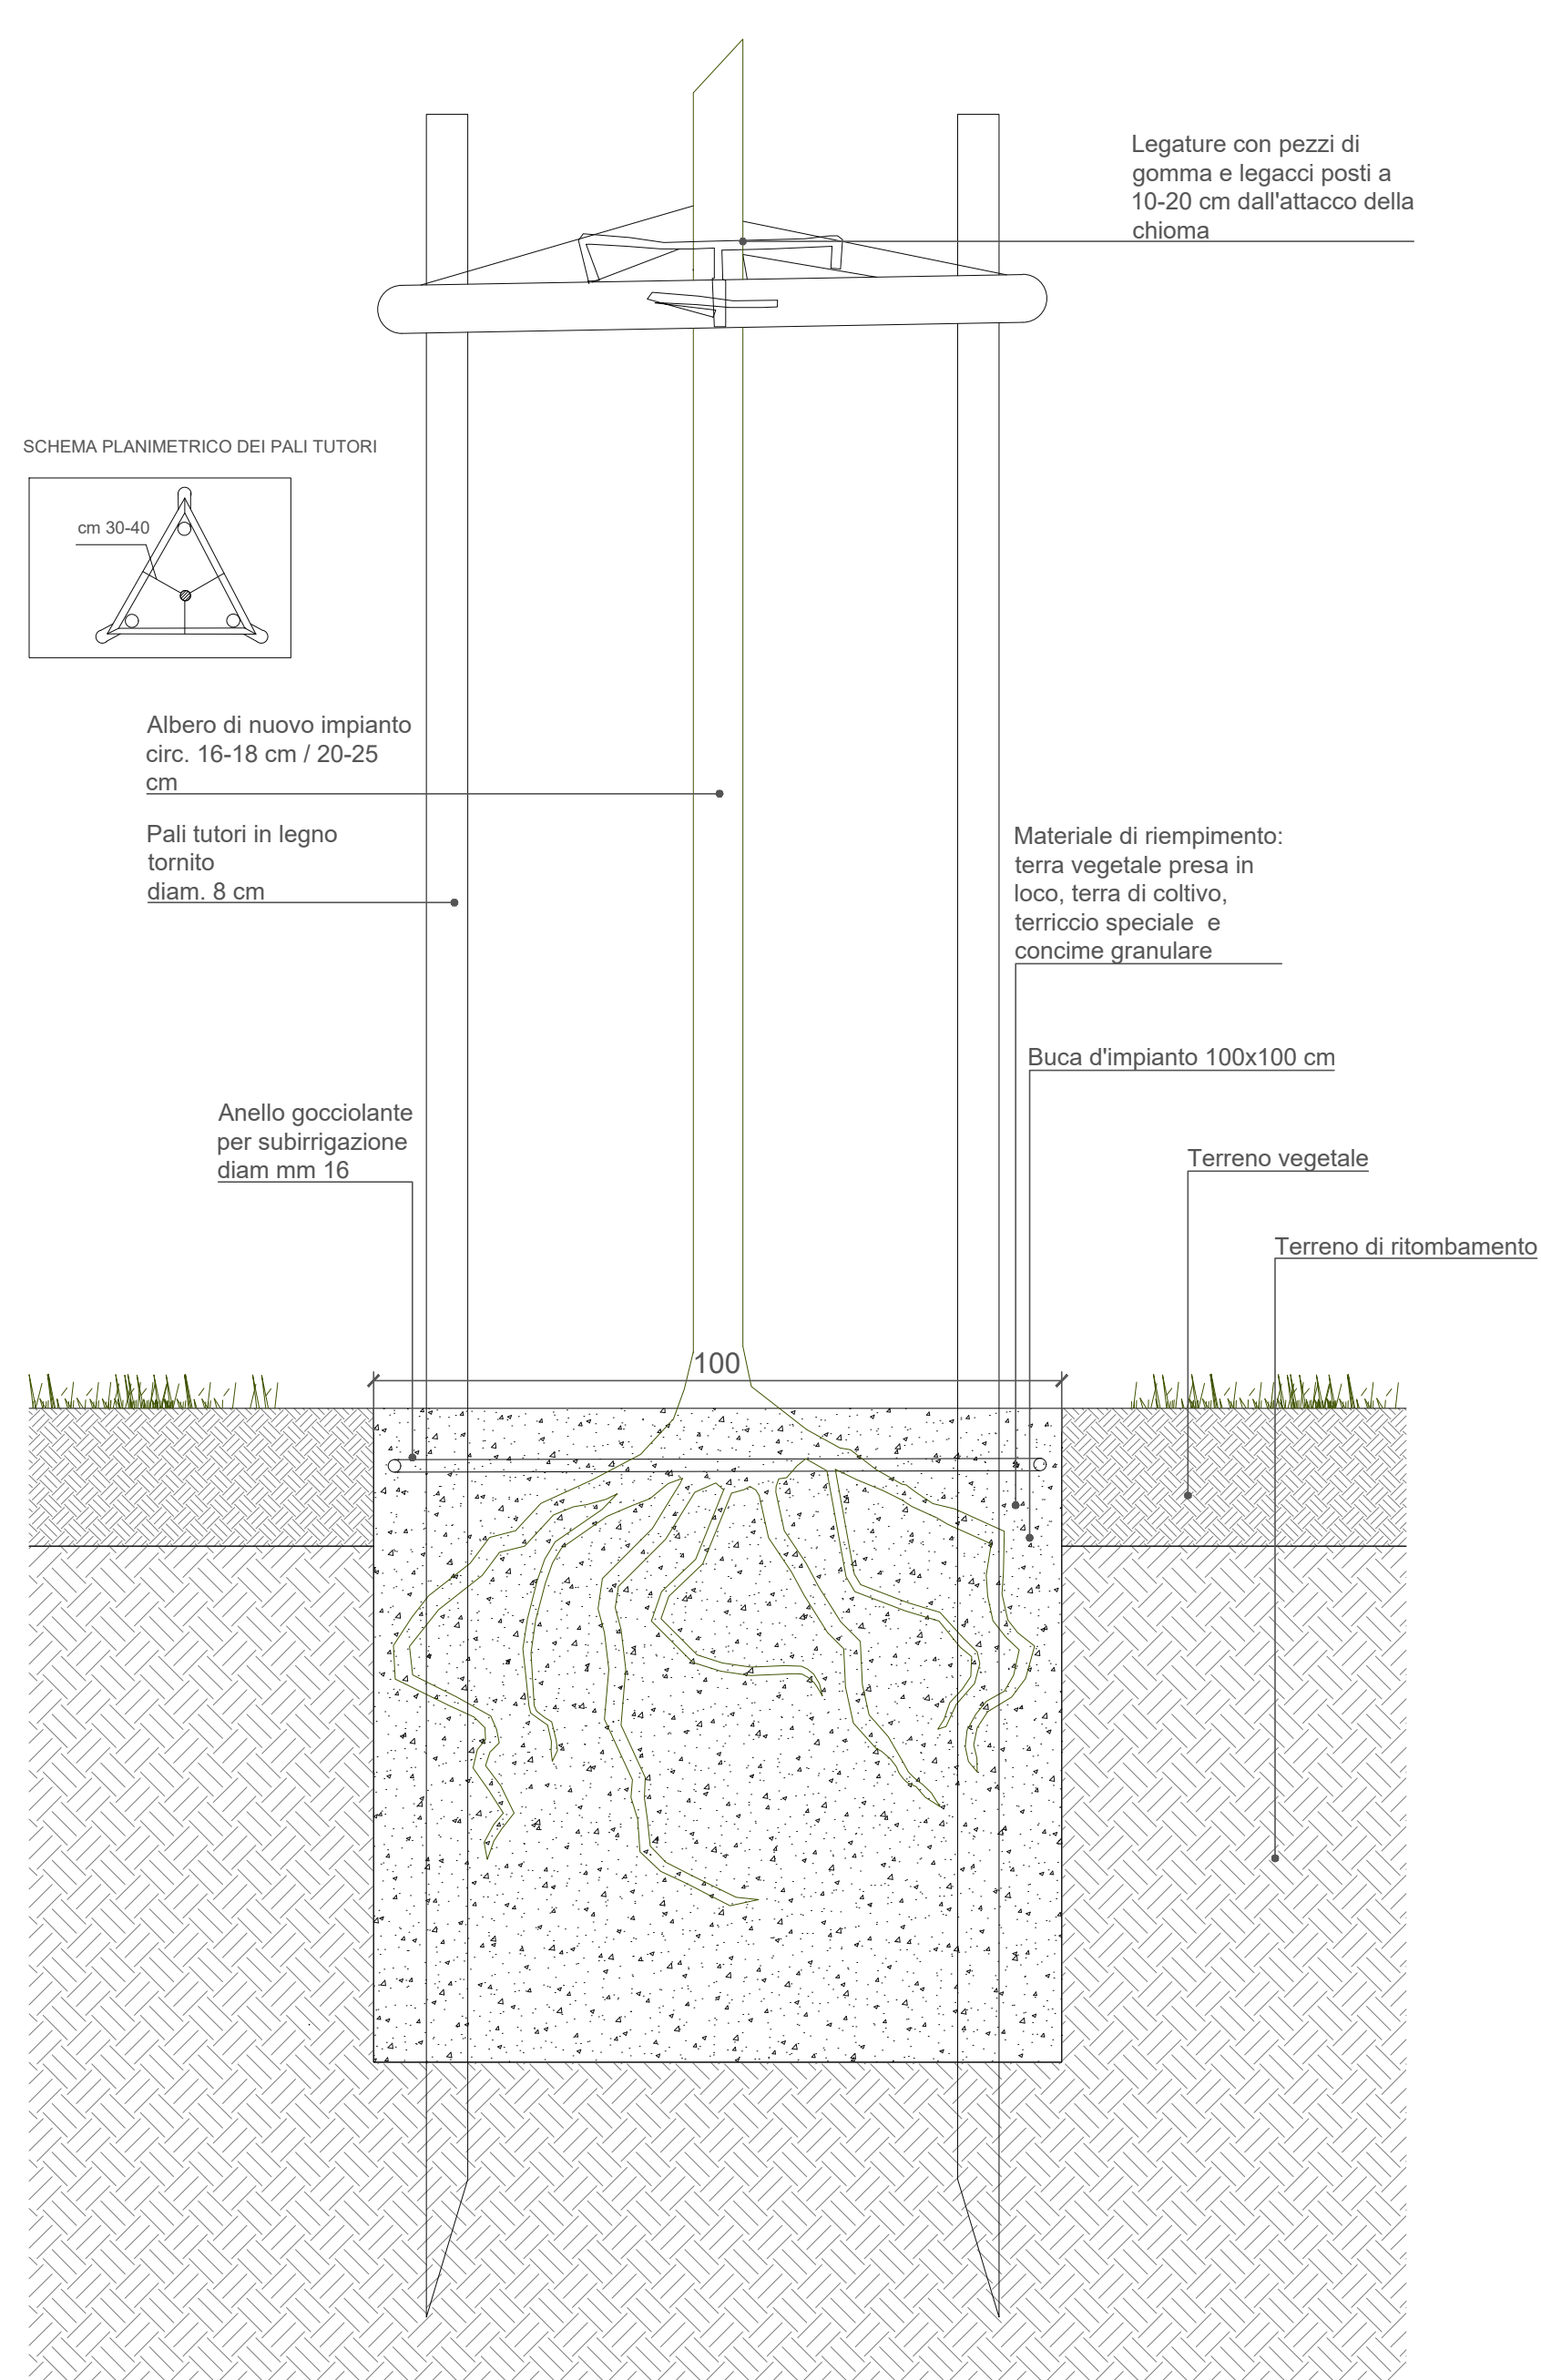 Legature con pezzi di
gomma e legacci posti a
10-20 cm dall'attacco della
chioma
SCHEMA PLANIMETRICO DEI PALI TUTORI
cm 30-40
Albero di nuovo impianto
circ. 16-18 cm / 20-25
cm
Pali tutori in legno
tornito
diam. 8 cm
Materiale di riempimento:
terra vegetale presa in
loco, terra di coltivo,
terriccio speciale  e
concime granulare
Buca d'impianto 100x100 cm
Anello gocciolante
per subirrigazione
diam mm 16
Terreno vegetale
Terreno di ritombamento
100